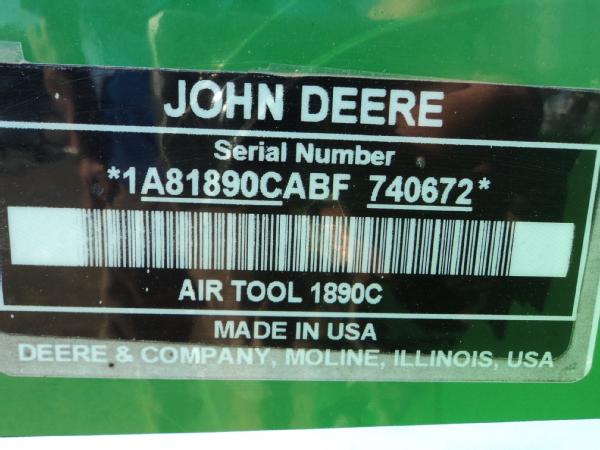 JOHN DEERE
Serial Number
*1A81890CABF 740672*
AIR TOOL 1890C
MADE IN USA
DEERE & COMPANY, MOLINE, ILLINOIS, USA